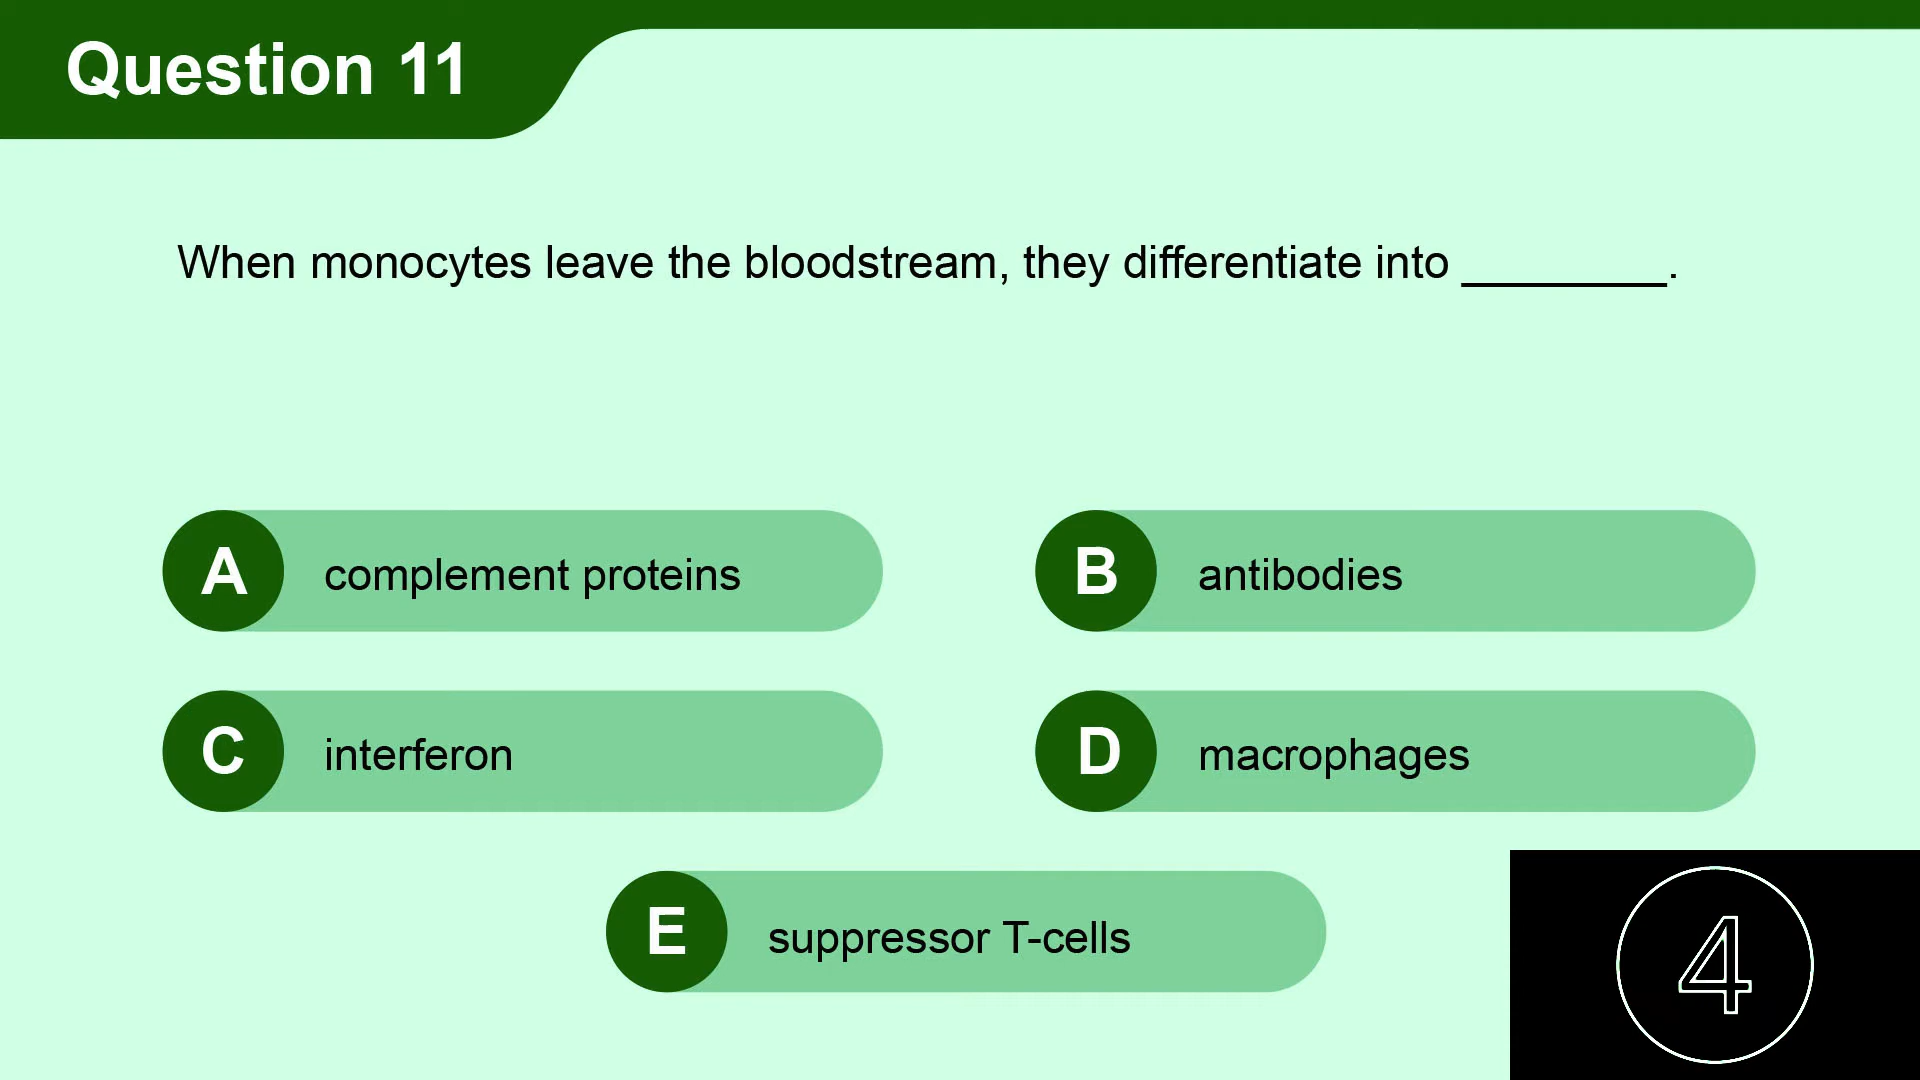 Question 11
When monocytes leave the bloodstream, they differentiate into ________.
A complement proteins
B antibodies
C interferon
D macrophages
E suppressor T-cells
4